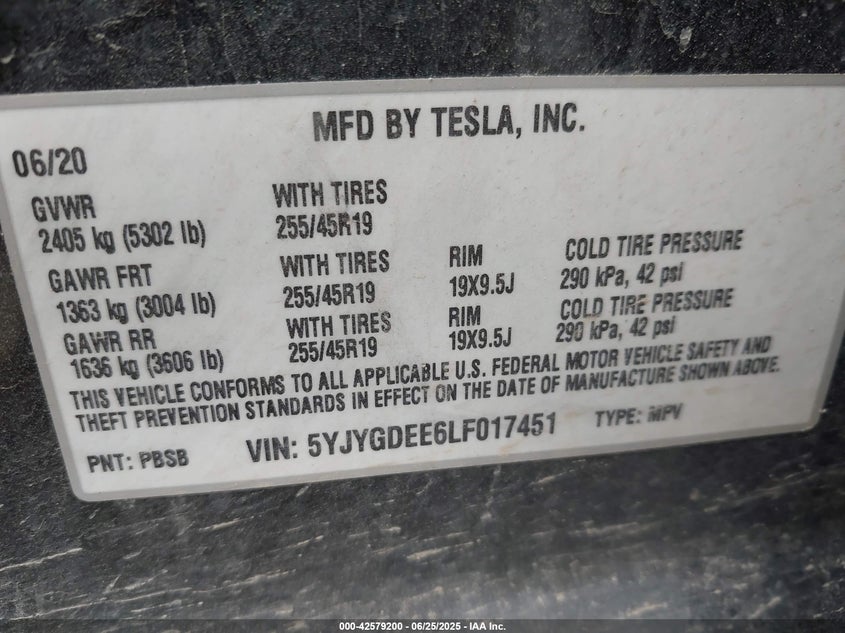 MFD BY TESLA, INC.
06/20
GVWR WITH TIRES
2405 kg (5302 lb) 255/45R19
GAWR FRT WITH TIRES RIM COLD TIRE PRESSURE
1363 kg (3004 lb) 255/45R19 19X9.5J 290 kPa, 42 psi
GAWR RR WITH TIRES RIM COLD TIRE PRESSURE
1636 kg (3606 lb) 255/45R19 19X9.5J 290 kPa, 42 psi
THIS VEHICLE CONFORMS TO ALL APPLICABLE U.S. FEDERAL MOTOR VEHICLE SAFETY AND
THEFT PREVENTION STANDARDS IN EFFECT ON THE DATE OF MANUFACTURE SHOWN ABOVE.
PNT: PBSB VIN: 5YJYGDEE6LF017451 TYPE: MPV
000-42579200 - 06/25/2025 - IAA Inc.